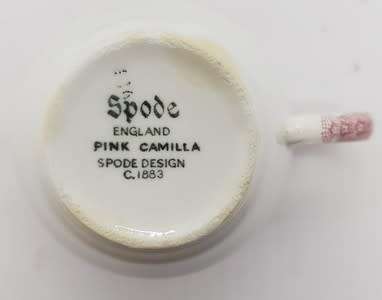 Spode
ENGLAND
PINK CAMILLA
SPODE DESIGN
C.1883